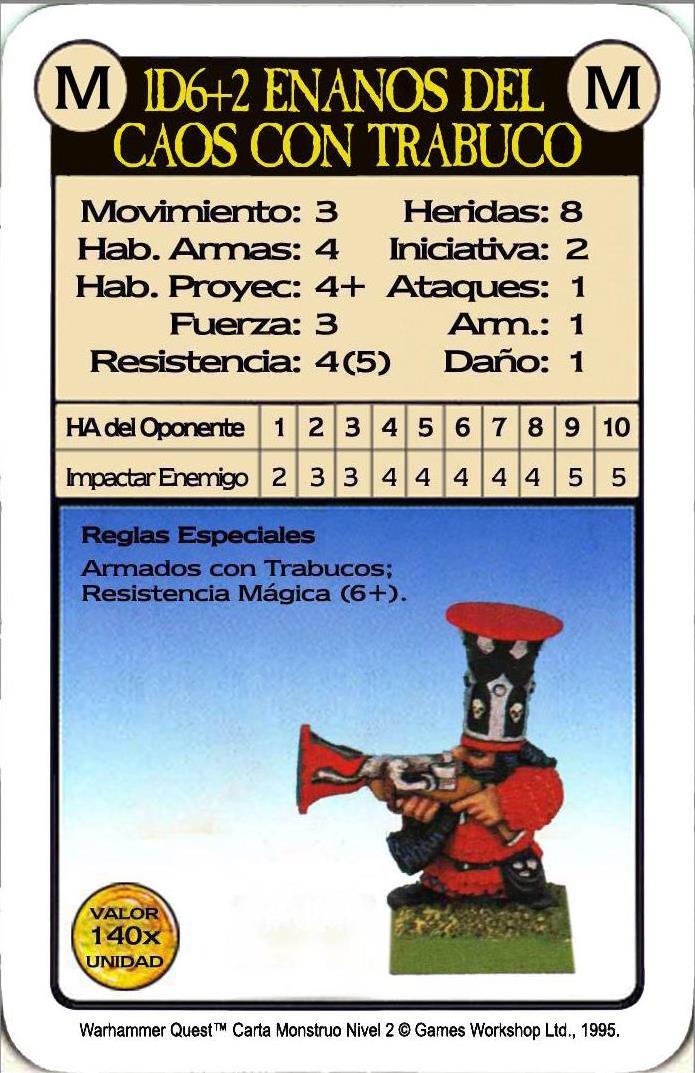 M 1D6+2 ENANOS DEL M
CAOS CON TRABUCO
Movimiento: 3 Heridas: 8
Hab. Armas: 4 Iniciativa: 2
Hab. Proyec: 4+ Ataques: 1
Fuerza: 3 Arm.: 1
Resistencia: 4(5) Daño: 1
HA del Oponente 1 2 3 4 5 6 7 8 9 10
Impactar Enemigo 2 3 3 4 4 4 4 4 5 5
Reglas Especiales
Armados con Trabucos;
Resistencia Mágica (6+).
VALOR
140x
UNIDAD
Warhammer Quest™ Carta Monstruo Nivel 2 © Games Workshop Ltd., 1995.